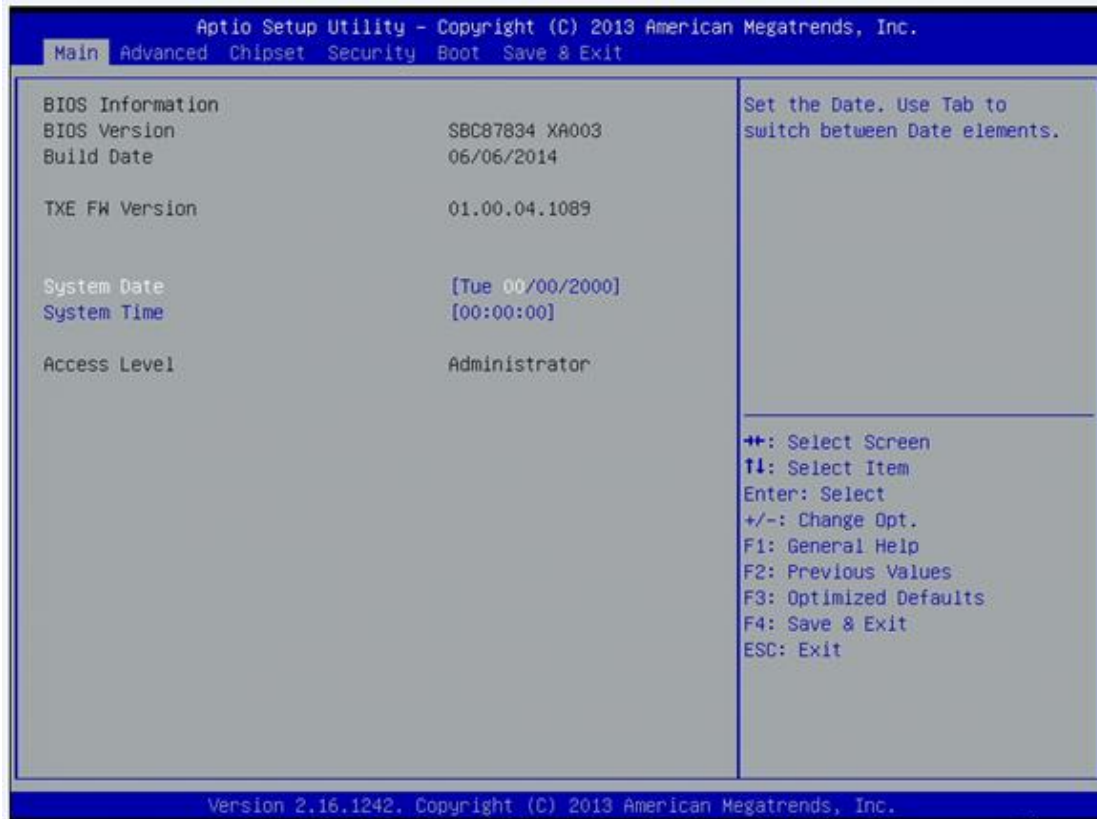 Aptio Setup Utility – Copyright (C) 2013 American Megatrends, Inc.
Main Advanced Chipset Security Boot Save & Exit
BIOS Information
BIOS Version SBC87834 XA003
Build Date 06/06/2014
TXE FW Version 01.00.04.1089
System Date [Tue 00/00/2000]
System Time [00:00:00]
Access Level Administrator
Set the Date. Use Tab to
switch between Date elements.
→←: Select Screen
↑↓: Select Item
Enter: Select
+/-: Change Opt.
F1: General Help
F2: Previous Values
F3: Optimized Defaults
F4: Save & Exit
ESC: Exit
Version 2.16.1242. Copyright (C) 2013 American Megatrends, Inc.